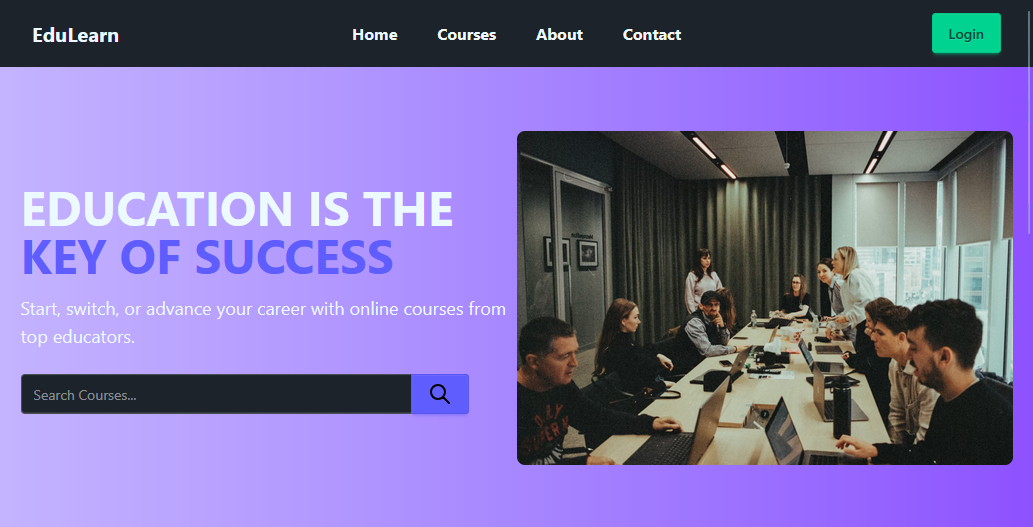 EduLearn
Home Courses About Contact
Login
EDUCATION IS THE
KEY OF SUCCESS
Start, switch, or advance your career with online courses from
top educators.
Search Courses...